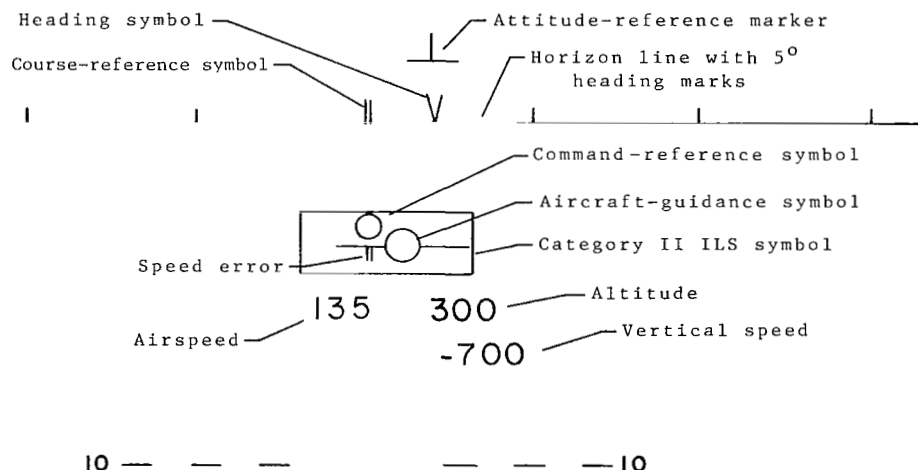 Heading symbol
Attitude-reference marker
Course-reference symbol
Horizon line with 5°
heading marks
Command-reference symbol
Aircraft-guidance symbol
Category II ILS symbol
Speed error
135 300
Altitude
Airspeed
Vertical speed
-700
10 10